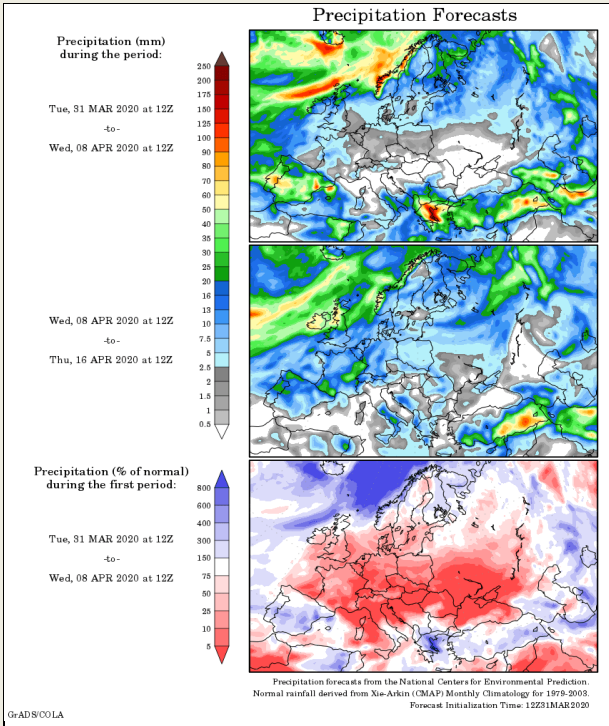 Precipitation Forecasts
Precipitation (mm)
during the period:
Tue, 31 MAR 2020 at 12Z
-to-
Wed, 08 APR 2020 at 12Z
250
200
175
150
125
100
90
80
70
60
50
40
35
30
25
20
16
13
10
7.5
5
2.5
2
1.5
1
0.5
Wed, 08 APR 2020 at 12Z
-to-
Thu, 16 APR 2020 at 12Z
Precipitation (% of normal)
during the first period:
Tue, 31 MAR 2020 at 12Z
-to-
Wed, 08 APR 2020 at 12Z
800
600
400
300
150
75
50
25
10
5
Precipitation forecasts from the National Centers for Environmental Prediction.
Normal rainfall derived from Xie-Arkin (CMAP) Monthly Climatology for 1979-2003.
Forecast Initialization Time: 12Z31MAR2020
GrADS/COLA